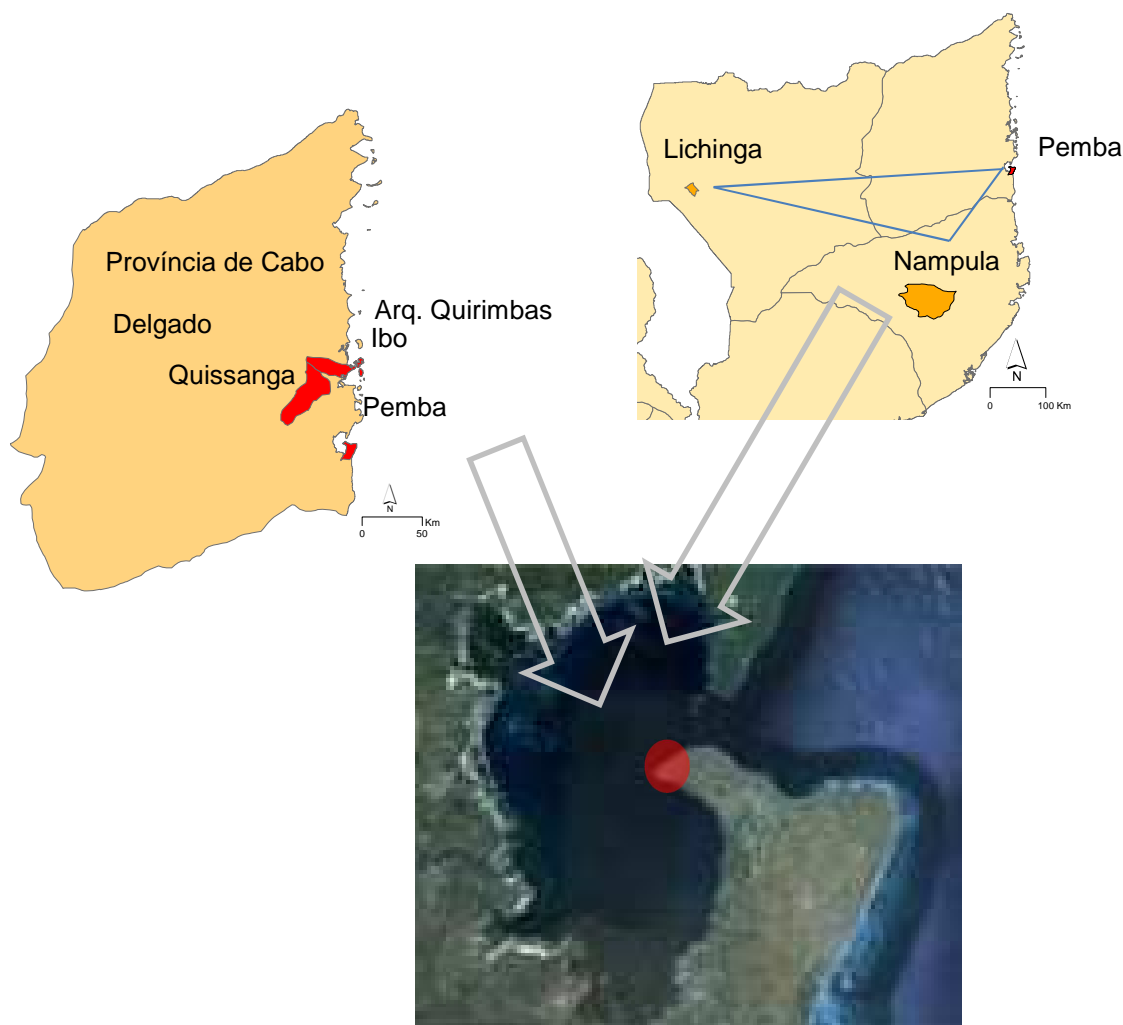 Província de Cabo
Delgado
Arq. Quirimbas
Ibo
Quissanga
Pemba
N
Km
0 50
Lichinga
Pemba
Nampula
N
0 100 Km